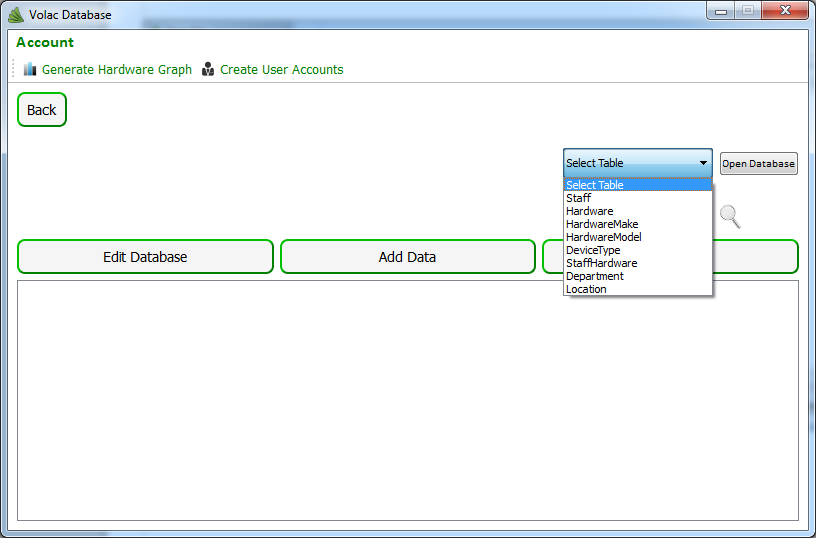 Volac Database
Account
Generate Hardware Graph Create User Accounts
Back
Select Table Open Database
Select Table
Staff
Hardware
HardwareMake
HardwareModel
DeviceType
StaffHardware
Department
Location
Edit Database Add Data